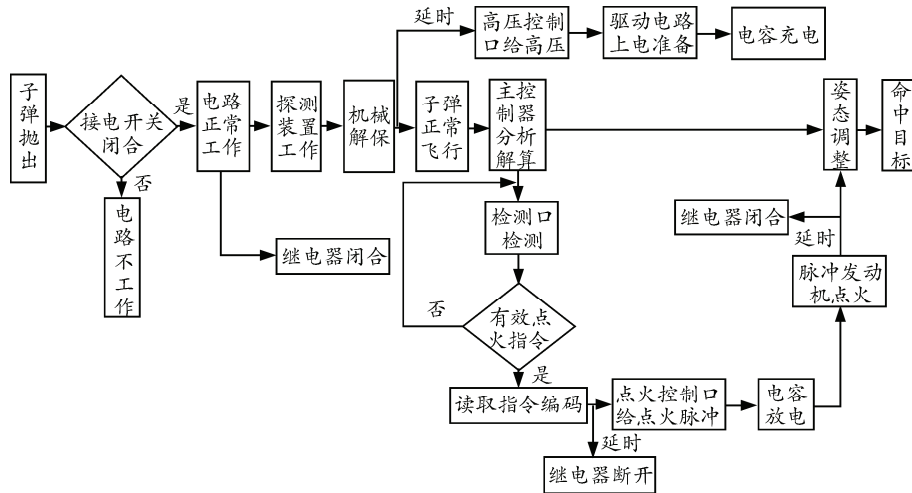 延时
高压控制
口给高压
驱动电路
上电准备
电容充电
子弹抛出
接电开关
闭合
是
电路
正常
工作
探测
装置
工作
机械
解保
子弹
正常
飞行
主控
制器
分析
解算
姿态调整
命中目标
否
电路不工作
继电器闭合
检测口
检测
继电器闭合
延时
脉冲发动
机点火
否
有效点
火指令
是
读取指令编码
点火控制口
给点火脉冲
电容
放电
延时
继电器断开